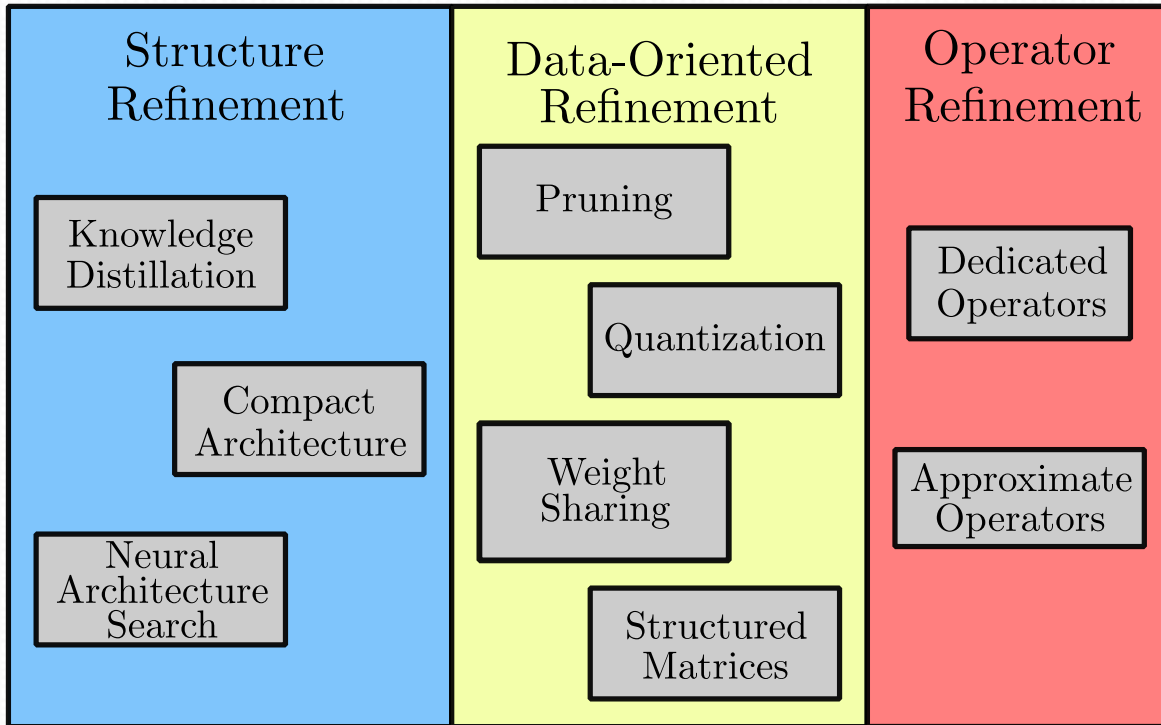 Structure
Refinement
Knowledge
Distillation
Compact
Architecture
Neural
Architecture
Search
Data-Oriented
Refinement
Pruning
Quantization
Weight
Sharing
Structured
Matrices
Operator
Refinement
Dedicated
Operators
Approximate
Operators